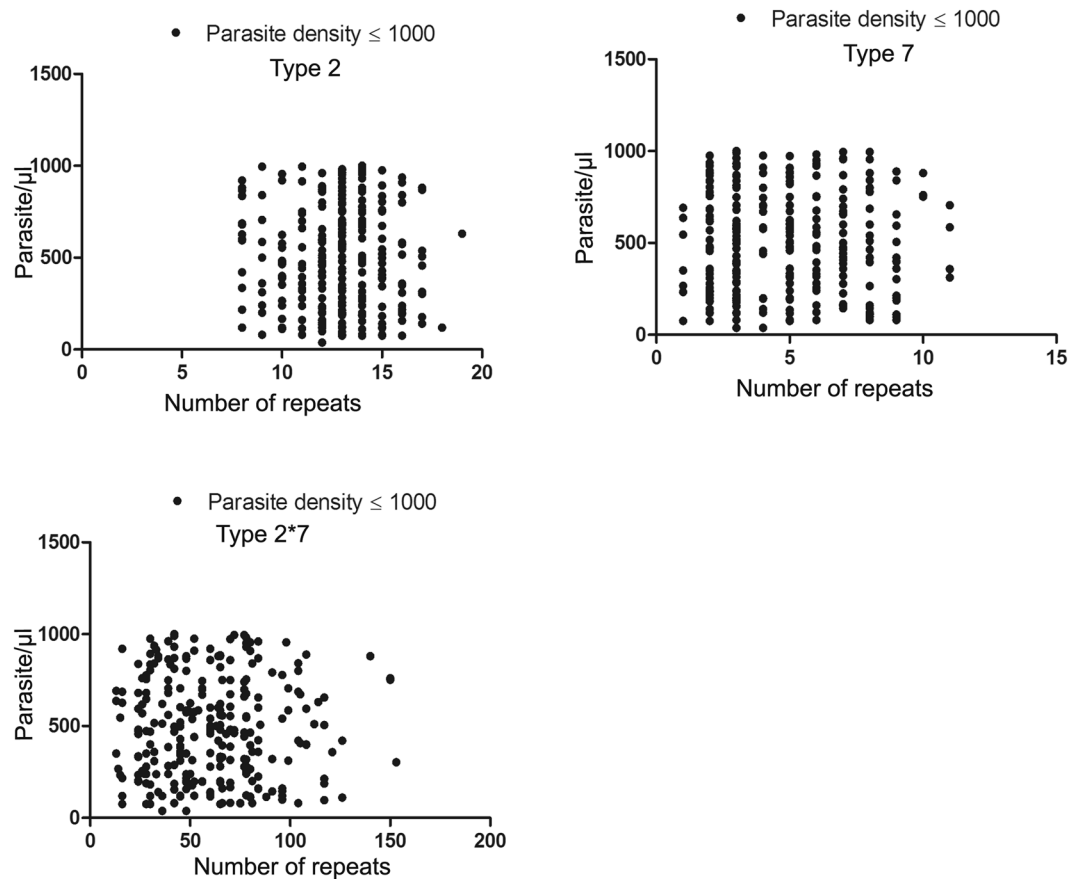 Parasite density ≤ 1000
Type 2
1500
1000
500
0
Parasite/µl
0 5 10 15 20
Number of repeats
Parasite density ≤ 1000
Type 7
1500
1000
500
0
Parasite/µl
0 5 10 15
Number of repeats
Parasite density ≤ 1000
Type 2*7
1500
1000
500
0
Parasite/µl
0 50 100 150 200
Number of repeats